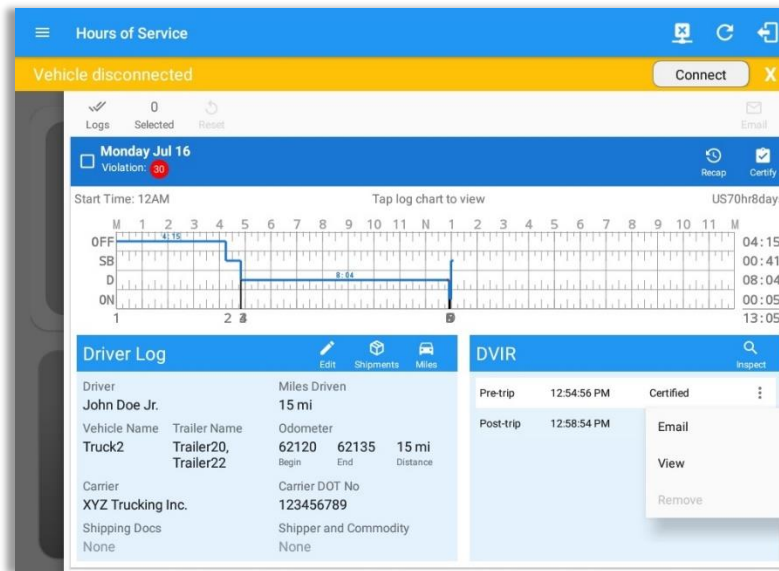 Hours of Service
Vehicle disconnected Connect X
Logs 0 Selected Reset Email
Monday Jul 16
Violation: 30 Recap Certify
Start Time: 12AM Tap log chart to view US70hr8day
M 1 2 3 4 5 6 7 8 9 10 11 N 1 2 3 4 5 6 7 8 9 10 11 M
OFF 4:15 04:15
SB 00:41
D 8:04 08:04
ON 00:05
1 2 13:05
Driver Log Edit Shipments Miles
DVIR Inspect
Driver Miles Driven
John Doe Jr. 15 mi
Vehicle Name Trailer Name Odometer
Truck2 Trailer20, 62120 62135 15 mi
Trailer22 Begin End Distance
Carrier Carrier DOT No
XYZ Trucking Inc. 123456789
Shipping Docs Shipper and Commodity
None None
Pre-trip 12:54:56 PM Certified
Post-trip 12:58:54 PM
Email
View
Remove